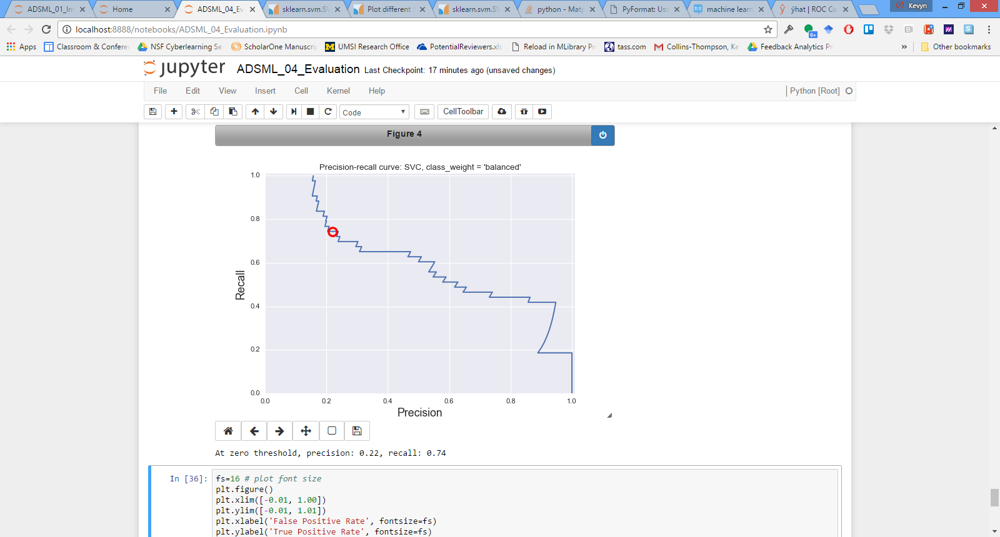 ADSML_01_Int
Home
ADSML_04_Ev
sklearn.svm.SV
Plot different
sklearn.svm.SV
python - Matp
PyFormat: Usi
machine learn
ŷhat | ROC Cu
Kevyn
localhost:8888/notebooks/ADSML_04_Evaluation.ipynb
9+
Apps
Classroom & Confere
NSF Cyberlearning Se
ScholarOne Manuscrip
UMSI Research Office
PotentialReviewers.xls
Reload in MLibrary Pr
tass.com
Collins-Thompson, Ke
Feedback Analytics Pr
»
Other bookmarks
jupyter
ADSML_04_Evaluation
Last Checkpoint: 17 minutes ago (unsaved changes)
File Edit View Insert Cell Kernel Help
Python [Root]
Code
CellToolbar
Figure 4
Precision-recall curve: SVC, class_weight = 'balanced'
1.0
0.8
0.6
0.4
0.2
0.0
Recall
0.0 0.2 0.4 0.6 0.8 1.0
Precision
At zero threshold, precision: 0.22, recall: 0.74
In [36]:
fs=16 # plot font size
plt.figure()
plt.xlim([-0.01, 1.00])
plt.ylim([-0.01, 1.01])
plt.xlabel('False Positive Rate', fontsize=fs)
plt.ylabel('True Positive Rate', fontsize=fs)